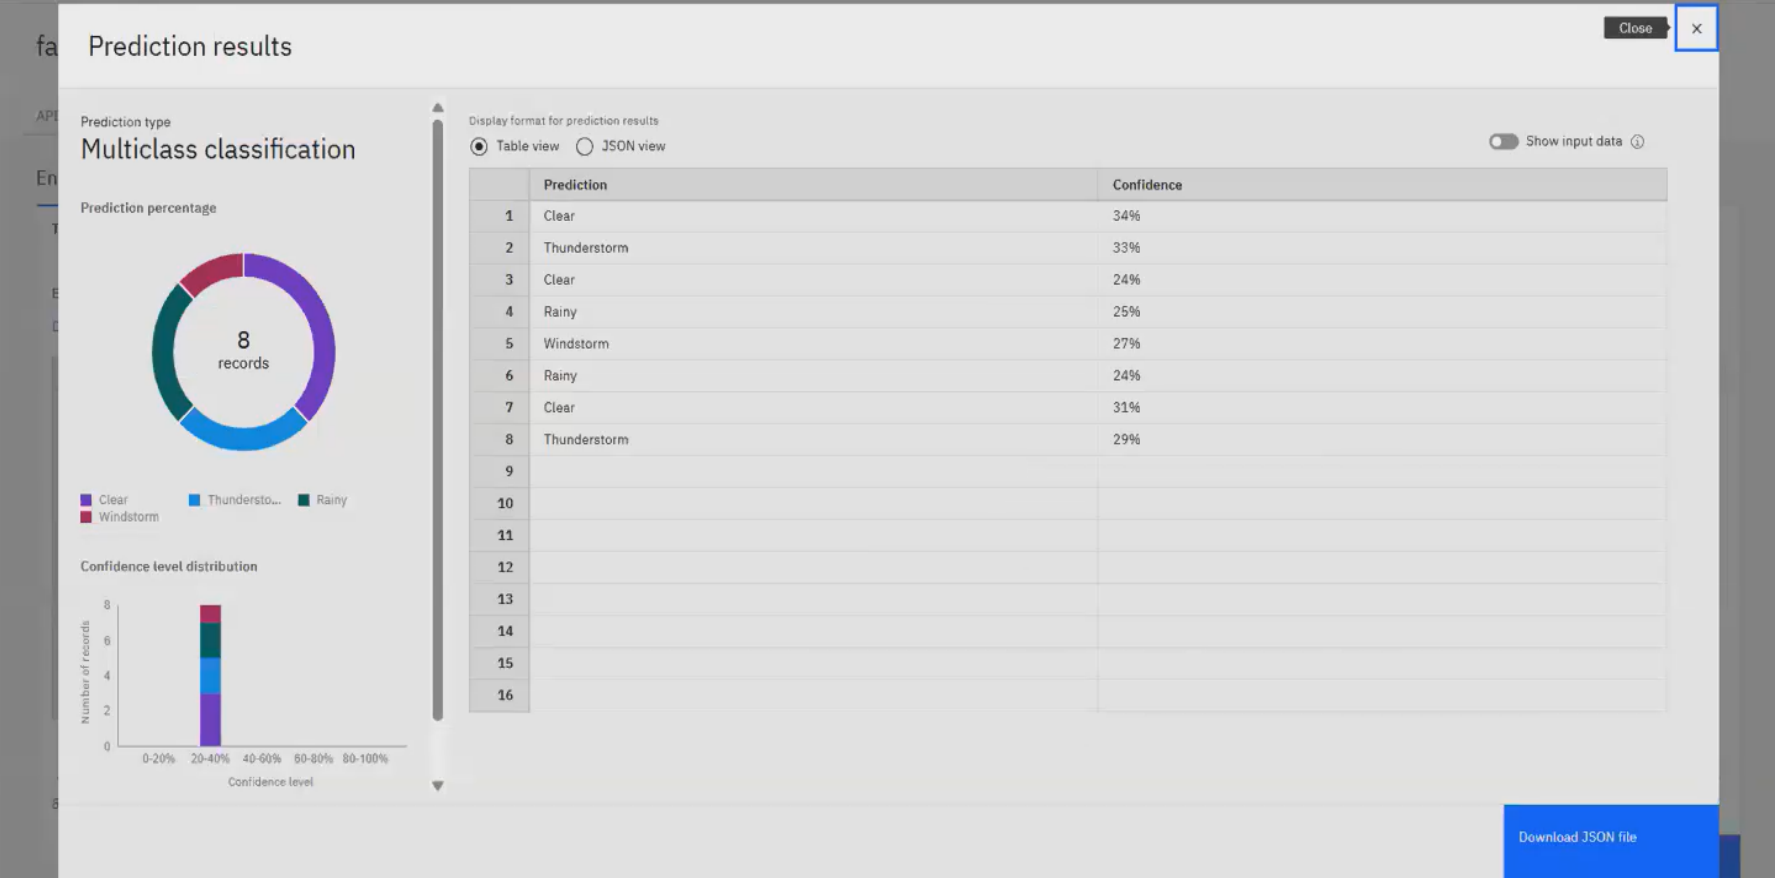 fa
Prediction results
Close
APE
En
Prediction type
Multiclass classification
Prediction percentage
8
records
Clear
Thundersto...
Rainy
Windstorm
Confidence level distribution
Number of records
8
6
4
2
0
0-20% 20-40% 40-60% 60-80% 80-100%
Confidence level
Display format for prediction results
Table view JSON view
Show input data
Prediction Confidence
1 Clear 34%
2 Thunderstorm 33%
3 Clear 24%
4 Rainy 25%
5 Windstorm 27%
6 Rainy 24%
7 Clear 31%
8 Thunderstorm 29%
9
10
11
12
13
14
15
16
Download JSON file